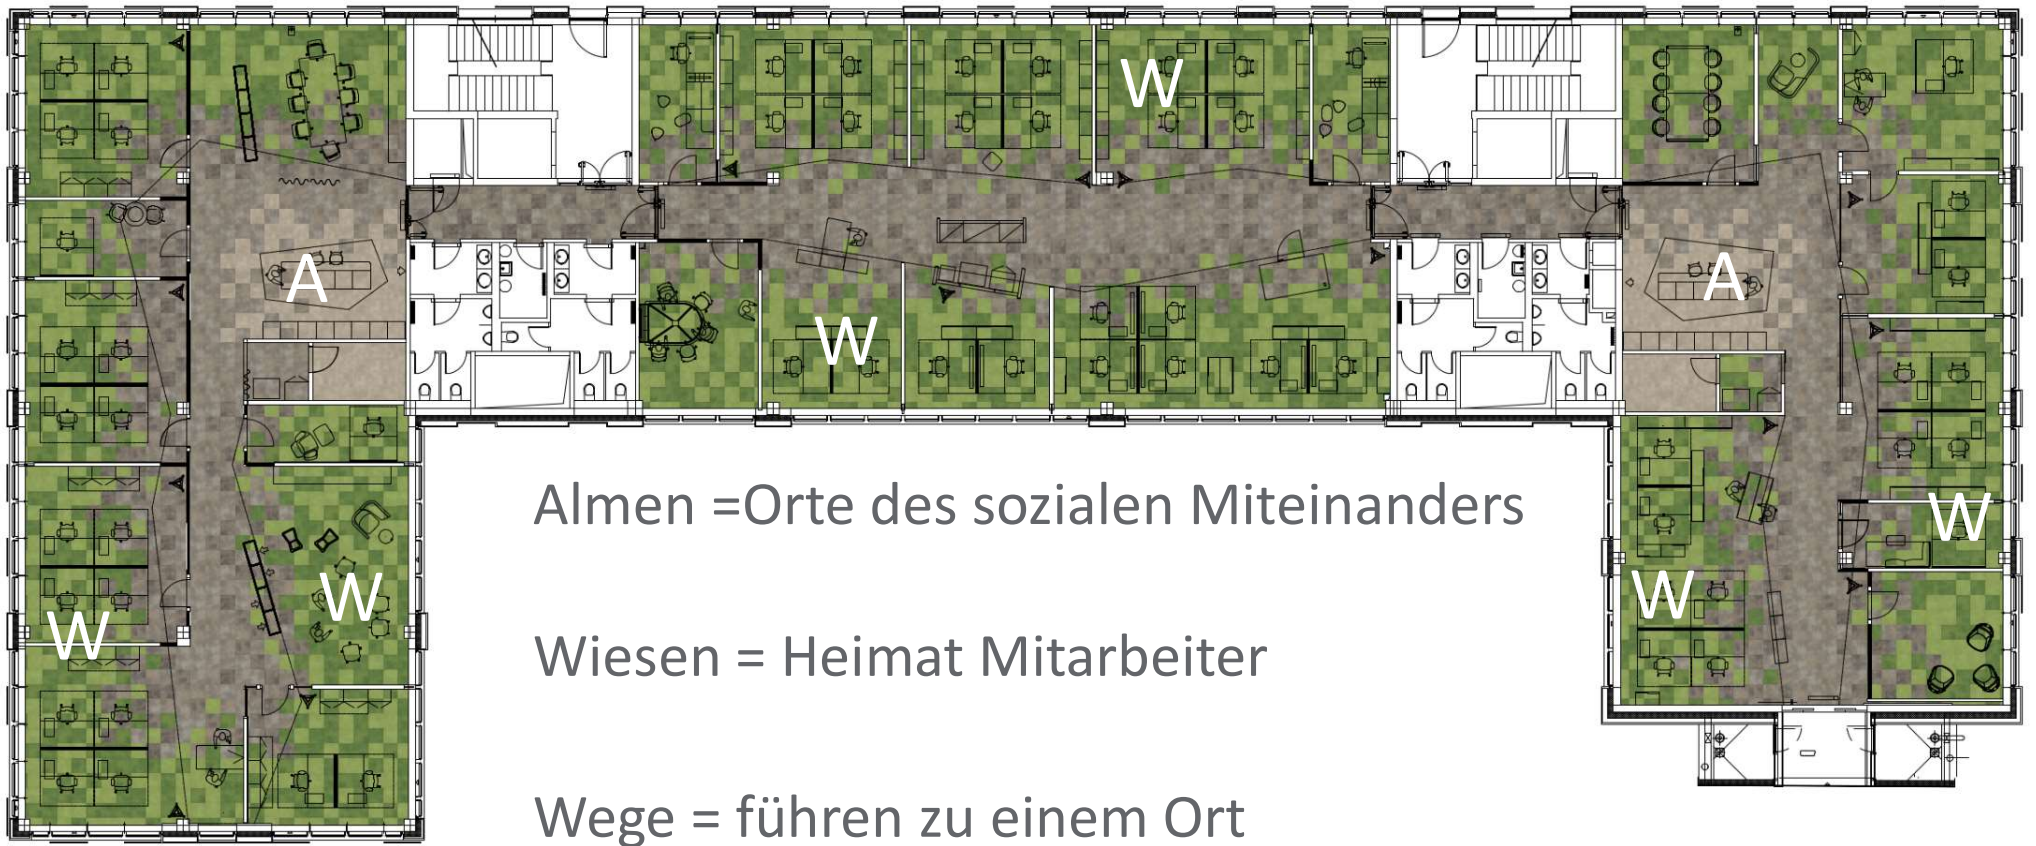 W
W
A
A
W
W
W
W
W
Almen =Orte des sozialen Miteinanders
Wiesen = Heimat Mitarbeiter
Wege = führen zu einem Ort